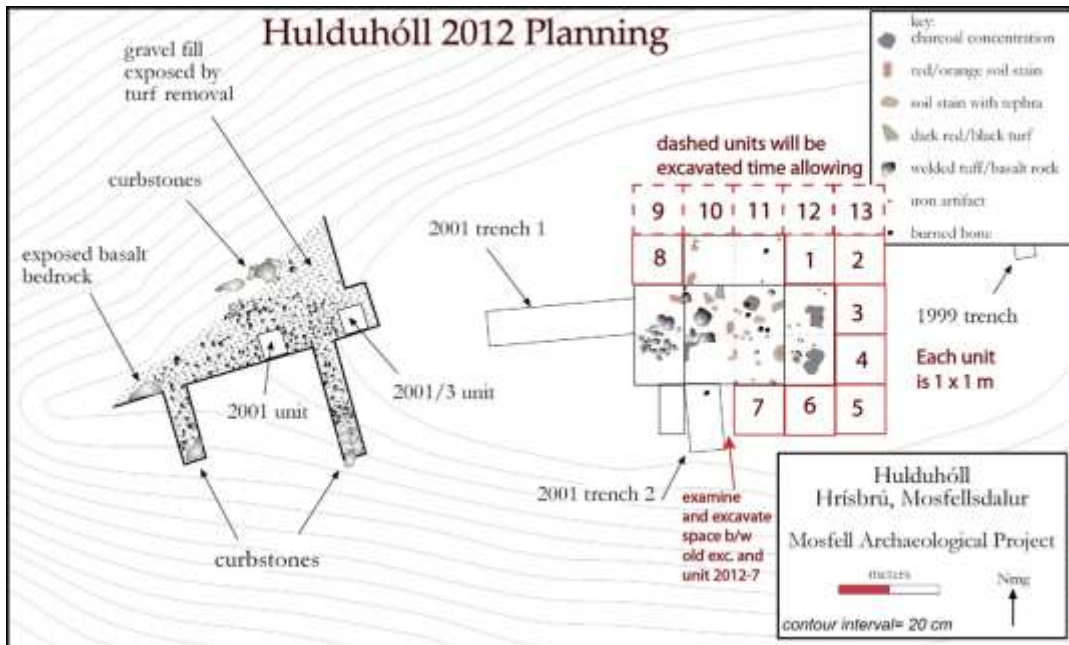 Hulduhóll 2012 Planning
gravel fill
exposed by
turf removal
curbstones
exposed basalt
bedrock
2001 unit
2001/3 unit
curbstones
2001 trench 1
dashed units will be
excavated time allowing
9 10 11 12 13
8 1 2
3
4
7 6 5
2001 trench 2
examine
and excavate
space b/w
old exc. and
unit 2012-7
key:
charcoal concentration
red/orange soil stain
soil stain with tephra
dark red/black turf
welded tuff/basalt rock
iron artifact
burned bone
1999 trench
Each unit
is 1 x 1 m
Hulduhóll
Hrísbrú, Mosfellsdalur
Mosfell Archaeological Project
meters
Nmg
contour interval= 20 cm